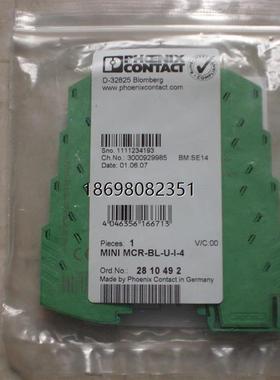 PHOENIX
CONTACT
D-32825 Blomberg
www.phoenixcontact.com
Sno. 1111234193
Ch.No.: 3000929985 BM:SE14
Date: 01.06.07
18698082351
4 046356 166713
Pieces: 1 V/C.00
MINI MCR-BL-U-I-4
Ord.No.: 28 10 49 2
Made by Phoenix Contact in Germany